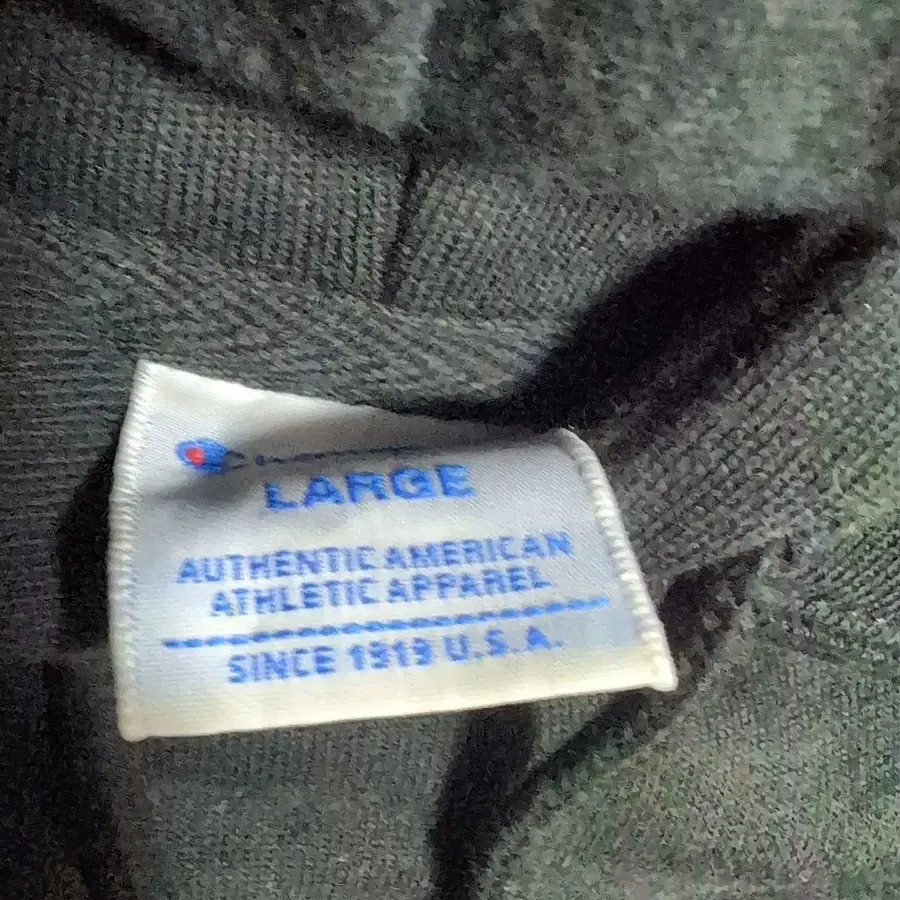 LARGE
AUTHENTIC AMERICAN
ATHLETIC APPAREL
SINCE 1919 U.S.A.